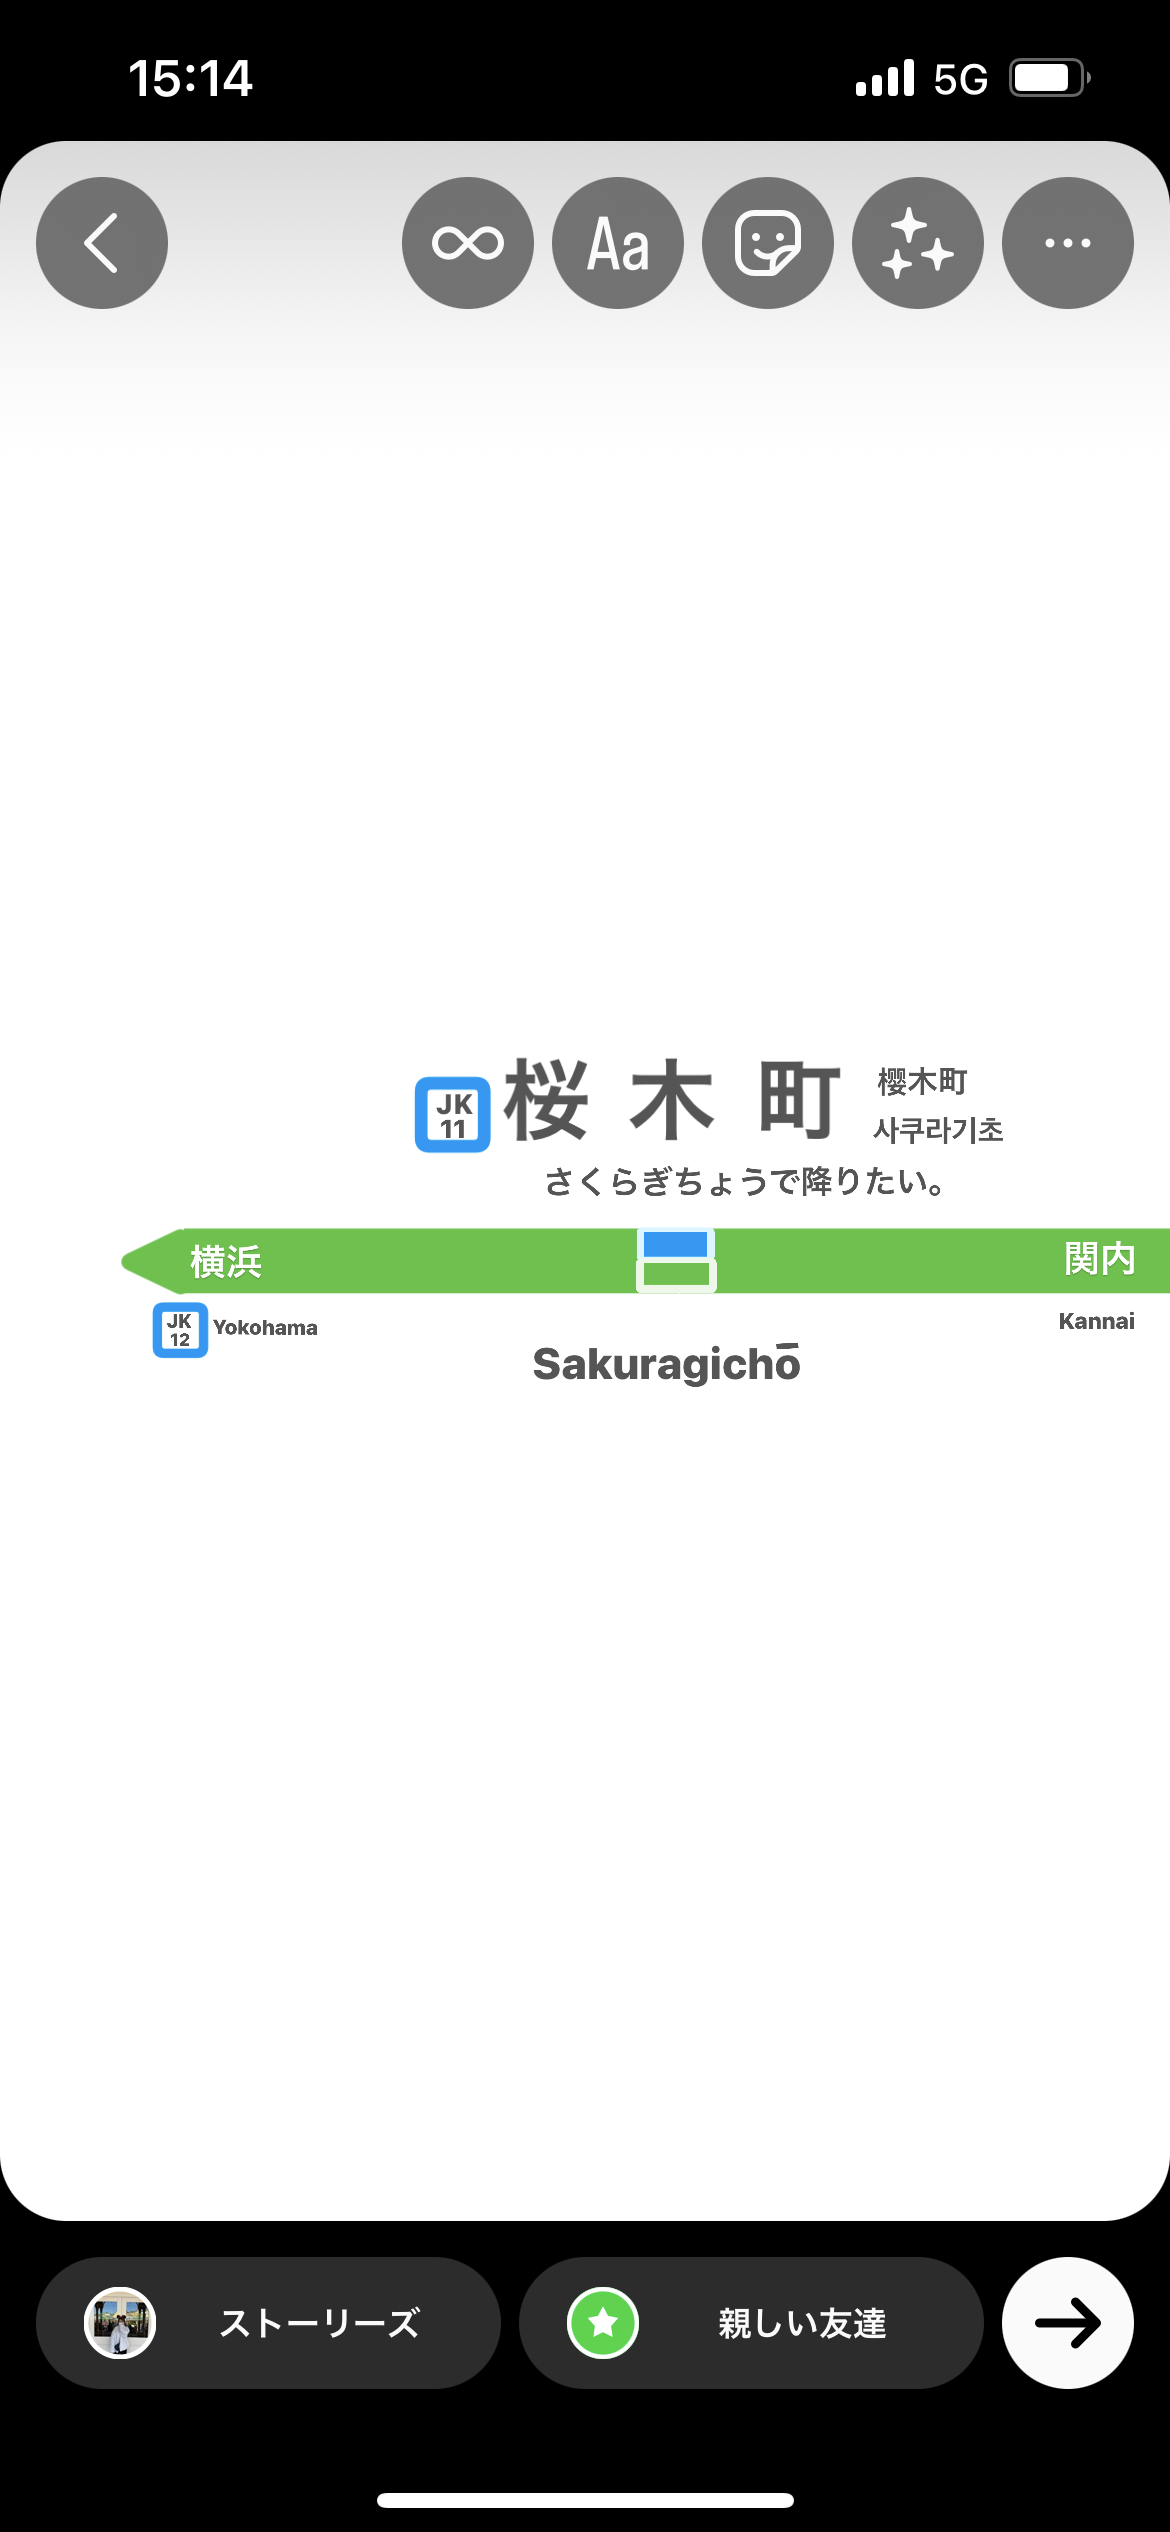 15:14 5G
Aa
JK
11
桜木町
樱木町
사쿠라기초
さくらぎちょうで降りたい。
横浜 関内
JK
12
Yokohama
Kannai
Sakuragichō
ストーリーズ 親しい友達